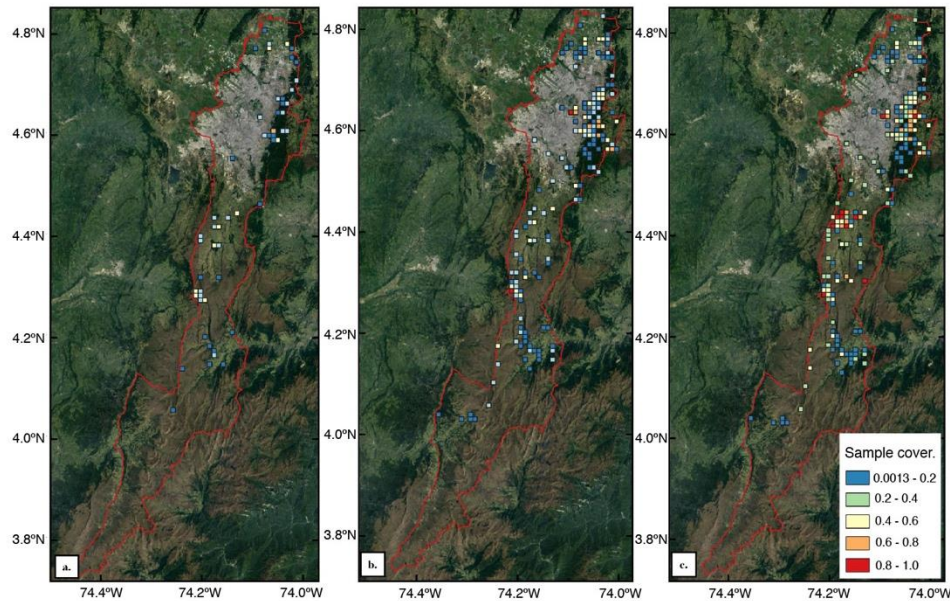 4.8ºN
4.6ºN
4.4ºN
4.2ºN
4.0ºN
3.8ºN
a.
74.4ºW
74.2ºW
74.0ºW
4.8ºN
4.6ºN
4.4ºN
4.2ºN
4.0ºN
3.8ºN
b.
74.4ºW
74.2ºW
74.0ºW
4.8ºN
4.6ºN
4.4ºN
4.2ºN
4.0ºN
3.8ºN
c.
74.4ºW
74.2ºW
74.0ºW
Sample cover.
0.0013 - 0.2
0.2 - 0.4
0.4 - 0.6
0.6 - 0.8
0.8 - 1.0